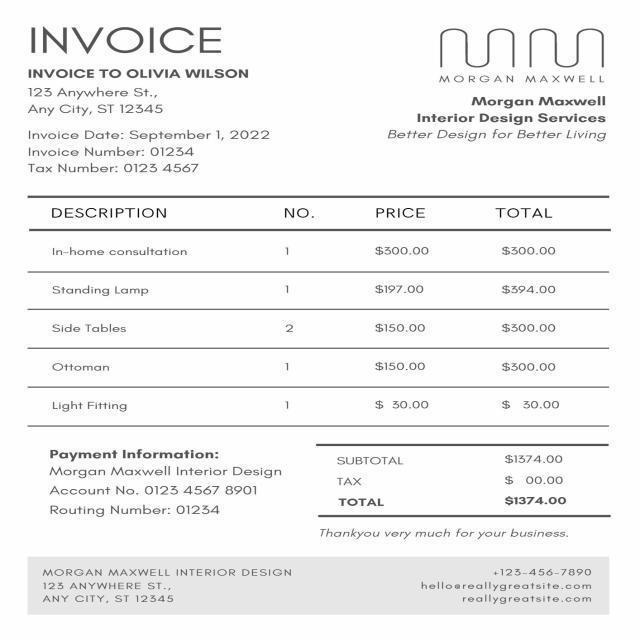 INVOICE
INVOICE TO OLIVIA WILSON
123 Anywhere St.,
Any City, ST 12345
Invoice Date: September 1, 2022
Invoice Number: 01234
Tax Number: 0123 4567
MORGAN MAXWELL
Morgan Maxwell
Interior Design Services
Better Design for Better Living
DESCRIPTION NO. PRICE TOTAL
In-home consultation 1 $300.00 $300.00
Standing Lamp 1 $197.00 $394.00
Side Tables 2 $150.00 $300.00
Ottoman 1 $150.00 $300.00
Light Fitting 1 $ 30.00 $ 30.00
Payment Information:
Morgan Maxwell Interior Design
Account No. 0123 4567 8901
Routing Number: 01234
SUBTOTAL $1374.00
TAX $ 00.00
TOTAL $1374.00
Thankyou very much for your business.
MORGAN MAXWELL INTERIOR DESIGN
123 ANYWHERE ST.,
ANY CITY, ST 12345
+123-456-7890
hello@reallygreatsite.com
reallygreatsite.com